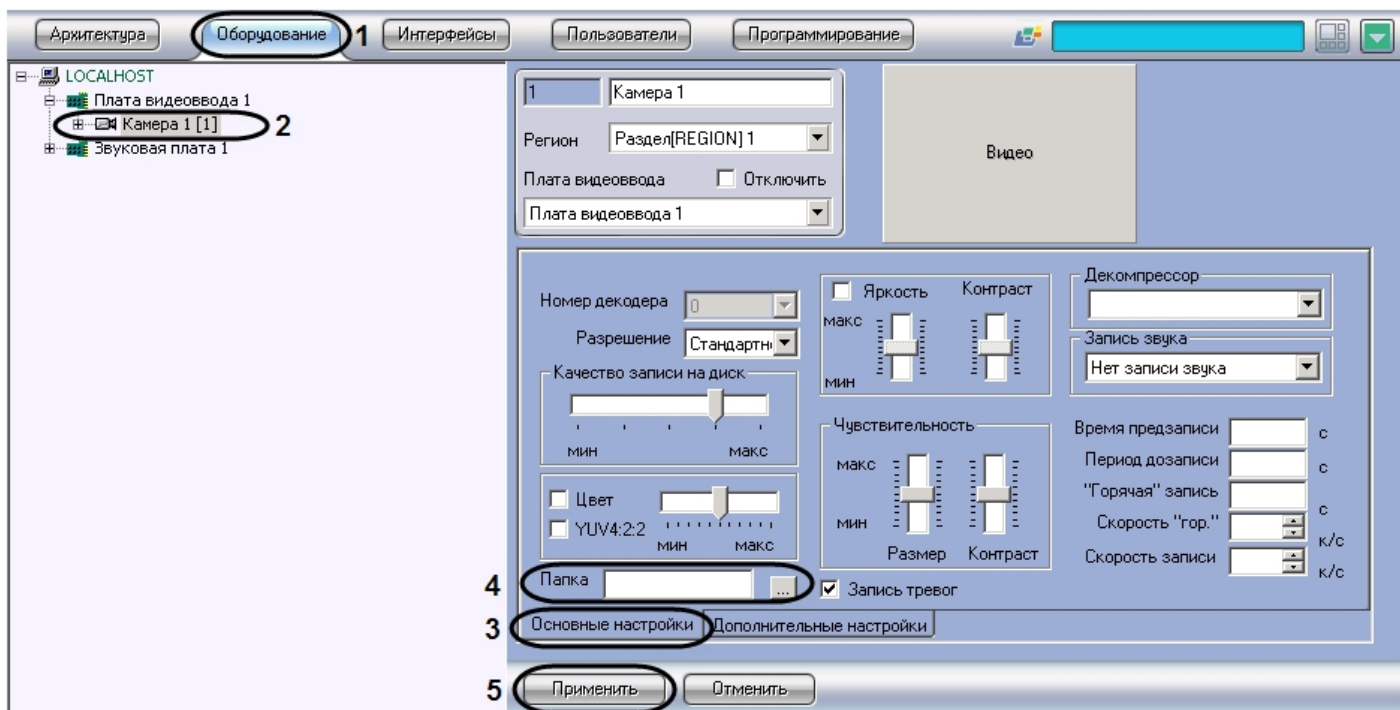 Архитектура Оборудование 1 Интерфейсы Пользователи Программирование
LOCALHOST
Плата видеоввода 1
Камера 1 [1] 2
Звуковая плата 1
1 Камера 1
Регион Раздел[REGION] 1
Плата видеоввода Отключить
Плата видеоввода 1
Видео
Номер декодера 0
Разрешение Стандартн
Качество записи на диск
мин макс
Цвет
YUV4:2:2
мин макс
4 Папка ...
Яркость Контраст
макс
мин
Чувствительность
макс
мин
Размер Контраст
Запись тревог
Декомпрессор
Запись звука
Нет записи звука
Время предзаписи с
Период дозаписи с
"Горячая" запись с
Скорость "гор." к/с
Скорость записи к/с
3 Основные настройки Дополнительные настройки
5 Применить Отменить